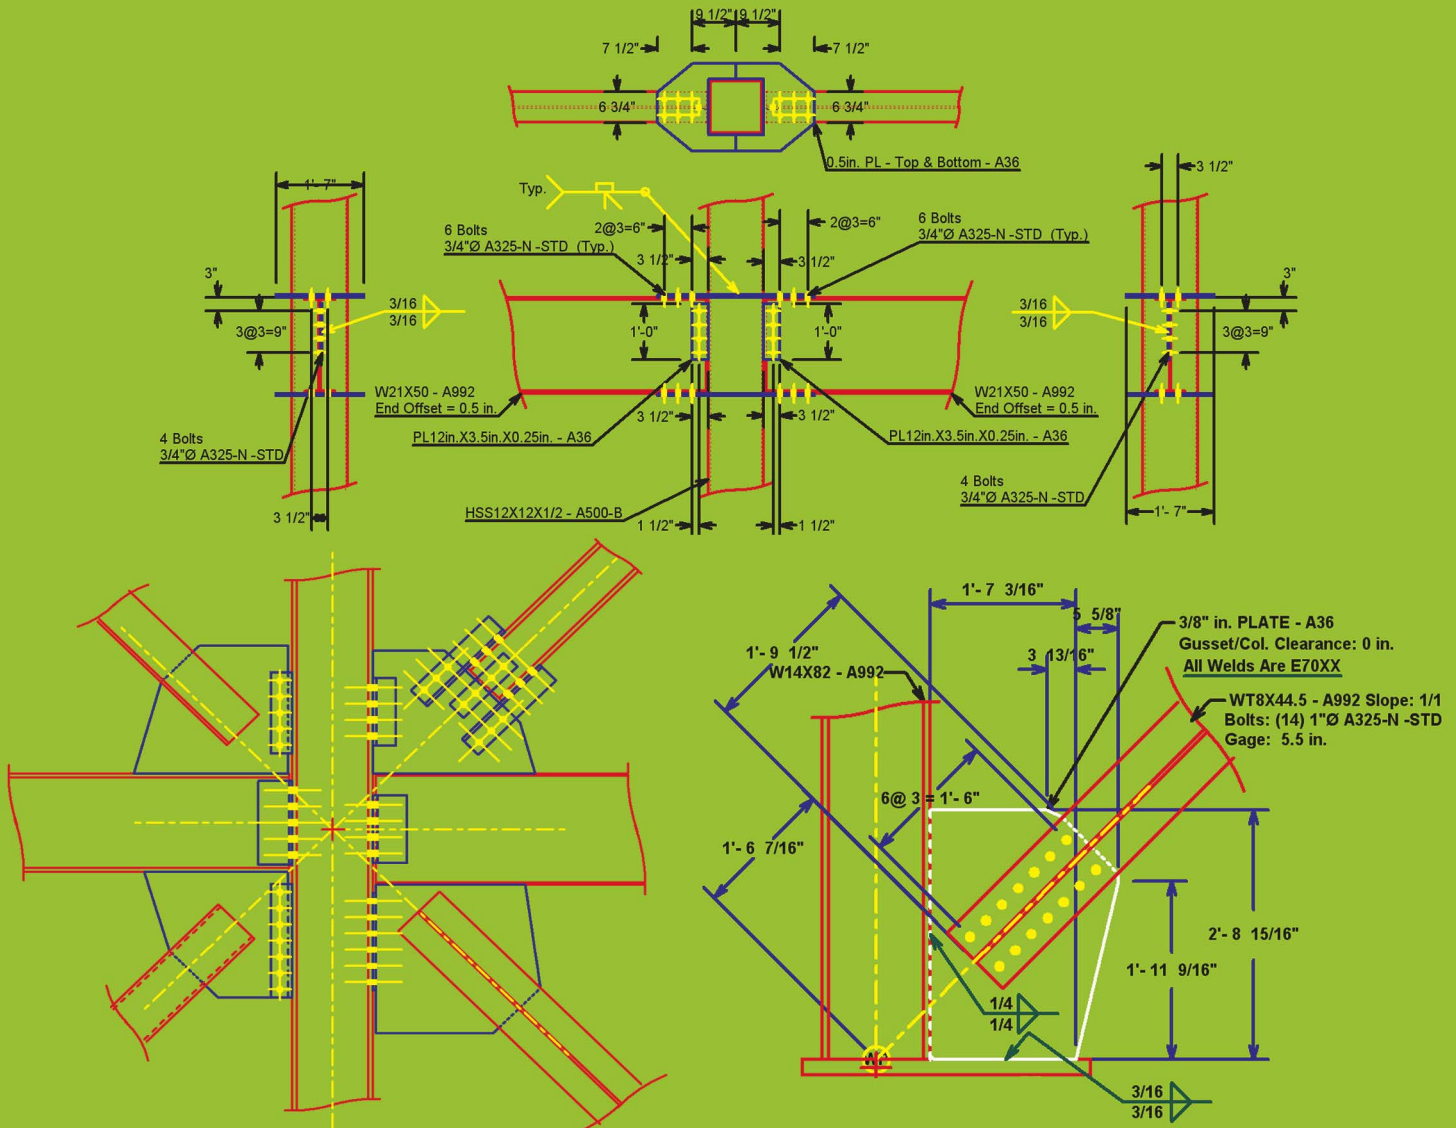 9 1/2" 9 1/2"
7 1/2" 7 1/2"
6 3/4" 6 3/4"
0.5in. PL - Top & Bottom - A36
1'- 7"
Typ.
3 1/2"
6 Bolts
3/4"Ø A325-N -STD (Typ.)
2@3=6" 2@3=6"
6 Bolts
3/4"Ø A325-N -STD (Typ.)
3 1/2" 3 1/2"
3"
3/16
3/16
3@3=9"
1'-0" 1'-0"
3/16
3/16
3"
3@3=9"
W21X50 - A992
End Offset = 0.5 in.
W21X50 - A992
End Offset = 0.5 in.
3 1/2" 3 1/2"
PL12in.X3.5in.X0.25in. - A36
PL12in.X3.5in.X0.25in. - A36
4 Bolts
3/4"Ø A325-N -STD
4 Bolts
3/4"Ø A325-N -STD
HSS12X12X1/2 - A500-B
3 1/2"
1 1/2" 1 1/2"
1'- 7"
1'- 7 3/16"
5 5/8"
3/8" in. PLATE - A36
Gusset/Col. Clearance: 0 in.
All Welds Are E70XX
1'- 9 1/2"
3 13/16"
W14X82 - A992
WT8X44.5 - A992 Slope: 1/1
Bolts: (14) 1"Ø A325-N -STD
Gage: 5.5 in.
6@ 3 = 1'- 6"
1'- 6 7/16"
2'- 8 15/16"
1'- 11 9/16"
1/4
1/4
3/16
3/16